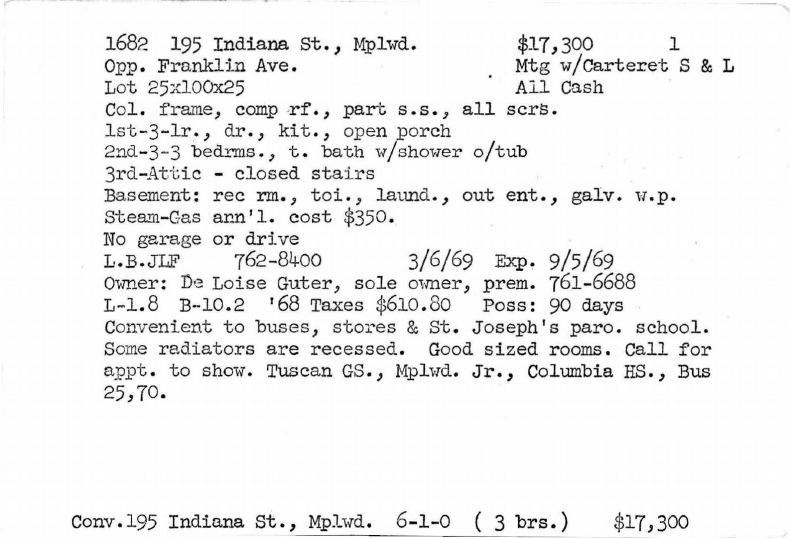 1682 195 Indiana St., Mplwd. $17,300 1
Opp. Franklin Ave. Mtg w/Carteret S & L
Lot 25x100x25 All Cash
Col. frame, comp rf., part s.s., all scrs.
1st-3-lr., dr., kit., open porch
2nd-3-3 bedrms., t. bath w/shower o/tub
3rd-Attic - closed stairs
Basement: rec rm., toi., laund., out ent., galv. w.p.
Steam-Gas ann'l. cost $350.
No garage or drive
L.B.JLF 762-8400 3/6/69 Exp. 9/5/69
Owner: De Loise Guter, sole owner, prem. 761-6688
L-1.8 B-10.2 '68 Taxes $610.80 Poss: 90 days
Convenient to buses, stores & St. Joseph's paro. school.
Some radiators are recessed. Good sized rooms. Call for
appt. to show. Tuscan GS., Mplwd. Jr., Columbia HS., Bus
25,70.
Conv.195 Indiana St., Mplwd. 6-1-0 ( 3 brs.) $17,300